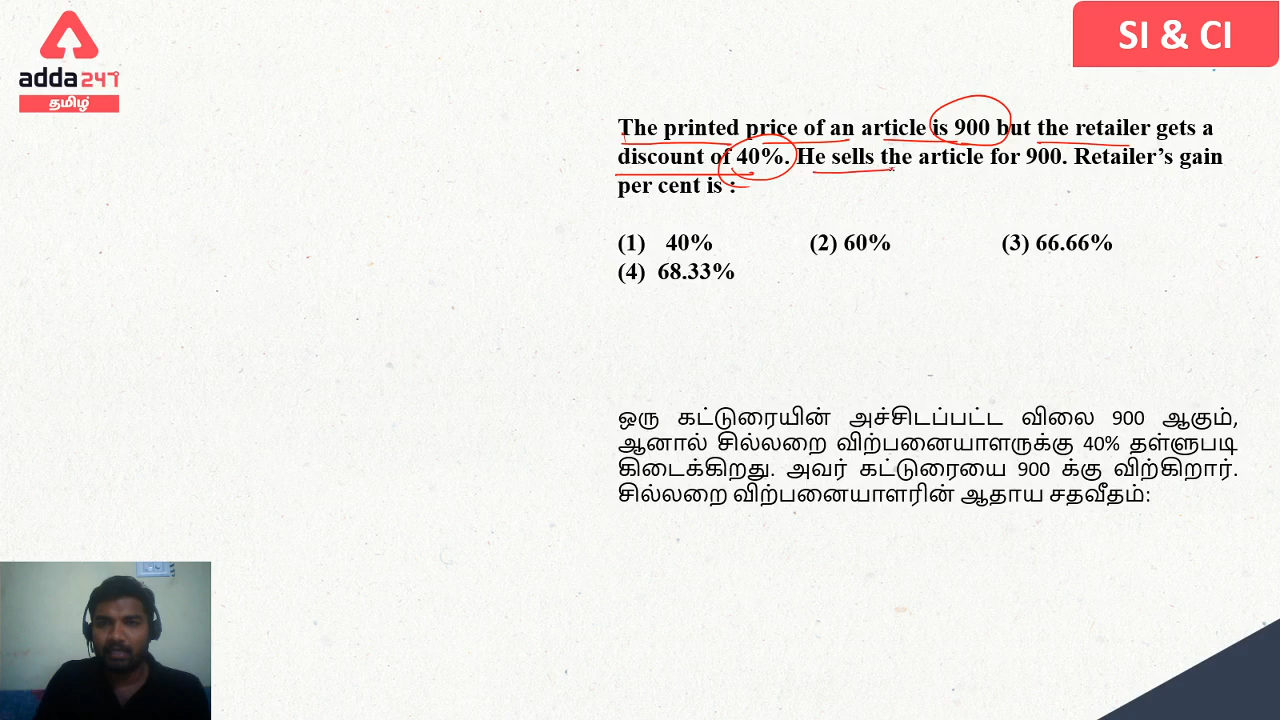 SI & CI
adda247
தமிழ்
The printed price of an article is 900 but the retailer gets a
discount of 40%. He sells the article for 900. Retailer’s gain
per cent is :
(1) 40% (2) 60% (3) 66.66%
(4) 68.33%
ஒரு கட்டுரையின் அச்சிடப்பட்ட விலை 900 ஆகும்,
ஆனால் சில்லறை விற்பனையாளருக்கு 40% தள்ளுபடி
கிடைக்கிறது. அவர் கட்டுரையை 900 க்கு விற்கிறார்.
சில்லறை விற்பனையாளரின் ஆதாய சதவீதம்: